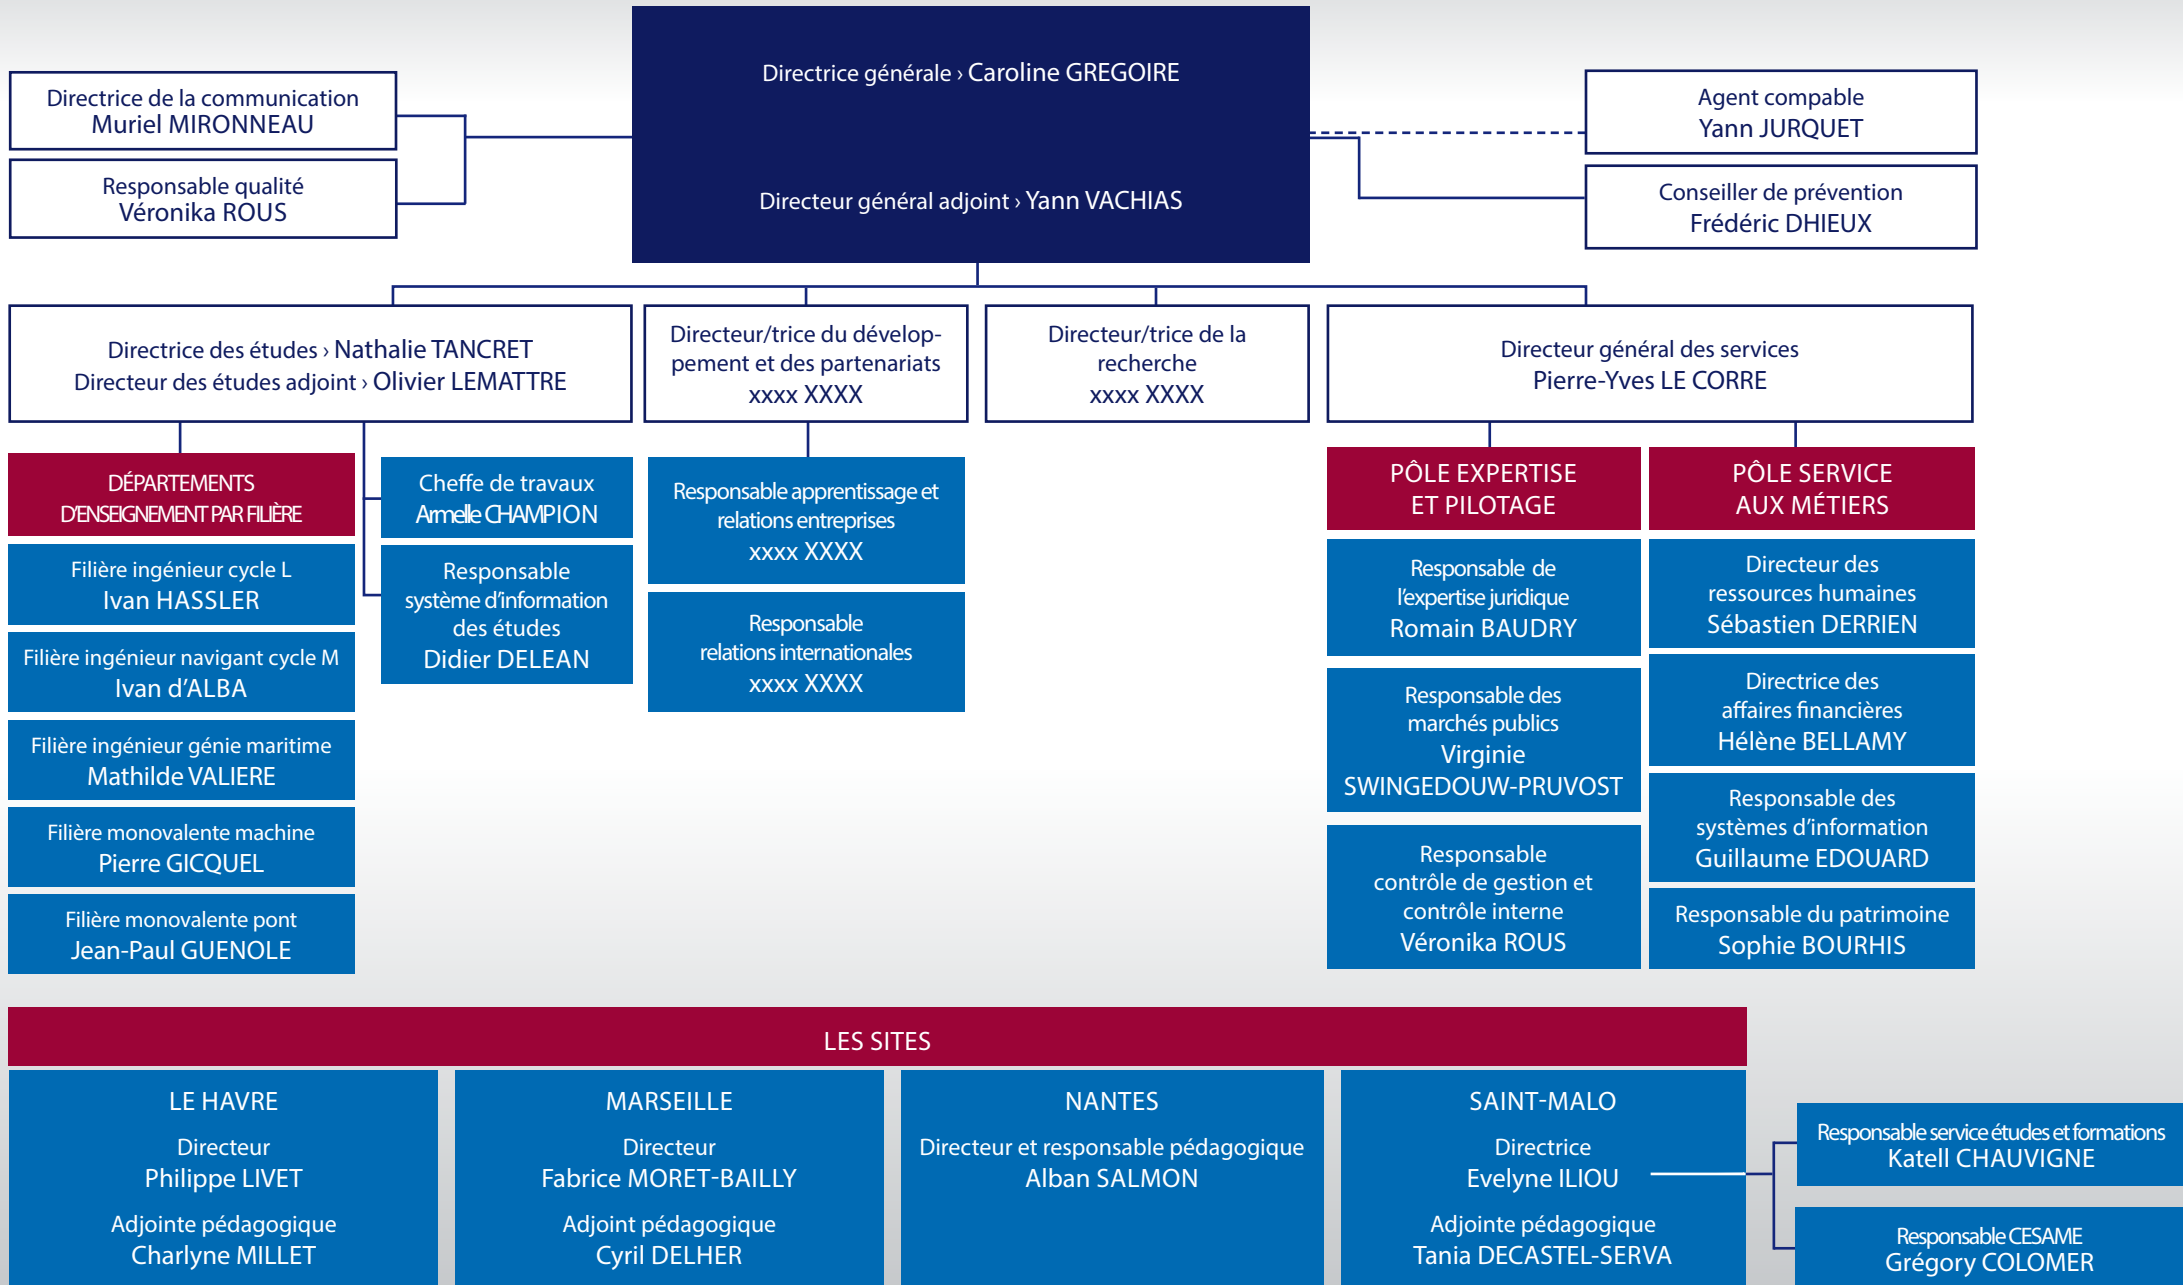 Directrice générale › Caroline GREGOIRE
Directeur général adjoint › Yann VACHIAS
Directrice de la communication
Muriel MIRONNEAU
Responsable qualité
Véronika ROUS
Agent compable
Yann JURQUET
Conseiller de prévention
Frédéric DHIEUX
Directrice des études › Nathalie TANCRET
Directeur des études adjoint › Olivier LEMATTRE
Directeur/trice du dévelop-
pement et des partenariats
xxxx XXXX
Directeur/trice de la
recherche
xxxx XXXX
Directeur général des services
Pierre-Yves LE CORRE
DÉPARTEMENTS
D'ENSEIGNEMENT PAR FILIÈRE
Filière ingénieur cycle L
Ivan HASSLER
Filière ingénieur navigant cycle M
Ivan d'ALBA
Filière ingénieur génie maritime
Mathilde VALIERE
Filière monovalente machine
Pierre GICQUEL
Filière monovalente pont
Jean-Paul GUENOLE
Cheffe de travaux
Armelle CHAMPION
Responsable
système d'information
des études
Didier DELEAN
Responsable apprentissage et
relations entreprises
xxxx XXXX
Responsable
relations internationales
xxxx XXXX
PÔLE EXPERTISE
ET PILOTAGE
Responsable de
l'expertise juridique
Romain BAUDRY
Responsable des
marchés publics
Virginie
SWINGEDOUW-PRUVOST
Responsable
contrôle de gestion et
contrôle interne
Véronika ROUS
PÔLE SERVICE
AUX MÉTIERS
Directeur des
ressources humaines
Sébastien DERRIEN
Directrice des
affaires financières
Hélène BELLAMY
Responsable des
systèmes d'information
Guillaume EDOUARD
Responsable du patrimoine
Sophie BOURHIS
LES SITES
LE HAVRE
Directeur
Philippe LIVET
Adjointe pédagogique
Charlyne MILLET
MARSEILLE
Directeur
Fabrice MORET-BAILLY
Adjoint pédagogique
Cyril DELHER
NANTES
Directeur et responsable pédagogique
Alban SALMON
SAINT-MALO
Directrice
Evelyne ILIOU
Adjointe pédagogique
Tania DECASTEL-SERVA
Responsable service études et formations
Katell CHAUVIGNE
Responsable CESAME
Grégory COLOMER